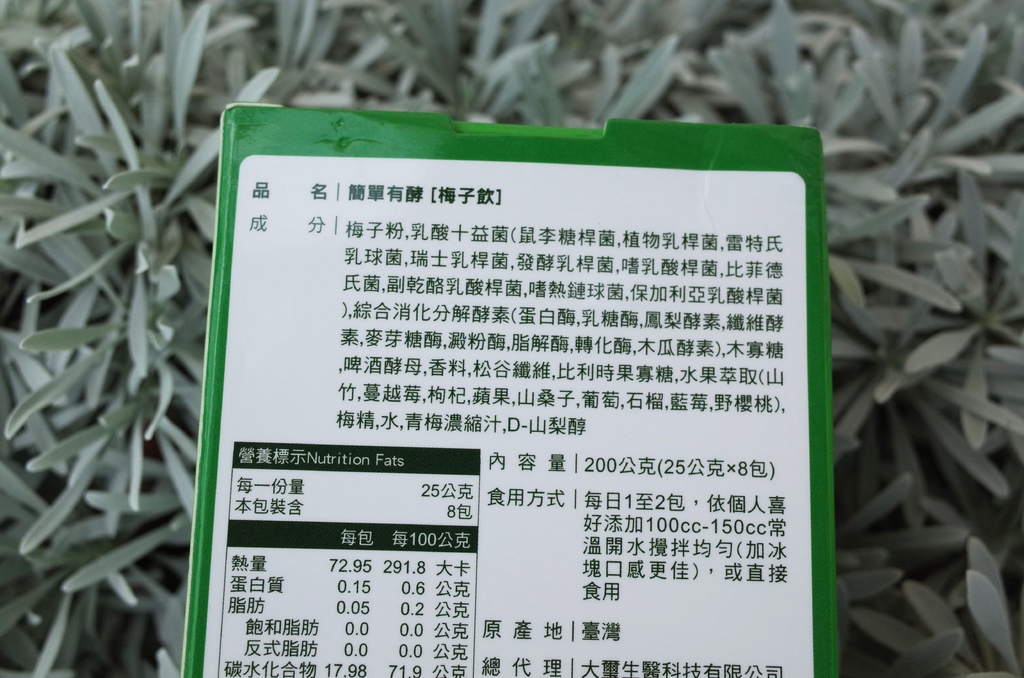 品名|簡單有酵 [梅子飲]
成分|梅子粉,乳酸十益菌(鼠李糖桿菌,植物乳桿菌,雷特氏
乳球菌,瑞士乳桿菌,發酵乳桿菌,嗜乳酸桿菌,比菲德
氏菌,副乾酪乳酸桿菌,嗜熱鏈球菌,保加利亞乳酸桿菌
),綜合消化分解酵素(蛋白酶,乳糖酶,鳳梨酵素,纖維酵
素,麥芽糖酶,澱粉酶,脂解酶,轉化酶,木瓜酵素),木寡糖
,啤酒酵母,香料,松谷纖維,比利時果寡糖,水果萃取(山
竹,蔓越莓,枸杞,蘋果,山桑子,葡萄,石榴,藍莓,野櫻桃),
梅精,水,青梅濃縮汁,D-山梨醇
營養標示Nutrition Fats
每一份量 25公克
本包裝含 8包
每包 每100公克
熱量 72.95 291.8 大卡
蛋白質 0.15 0.6 公克
脂肪 0.05 0.2 公克
飽和脂肪 0.0 0.0 公克
反式脂肪 0.0 0.0 公克
碳水化合物 17.98 71.9 公克
內容量|200公克(25公克×8包)
食用方式|每日1至2包，依個人喜
好添加100cc-150cc常
溫開水攪拌均勻(加冰
塊口感更佳)，或直接
食用
原產地|臺灣
總代理|大璽生醫科技有限公司